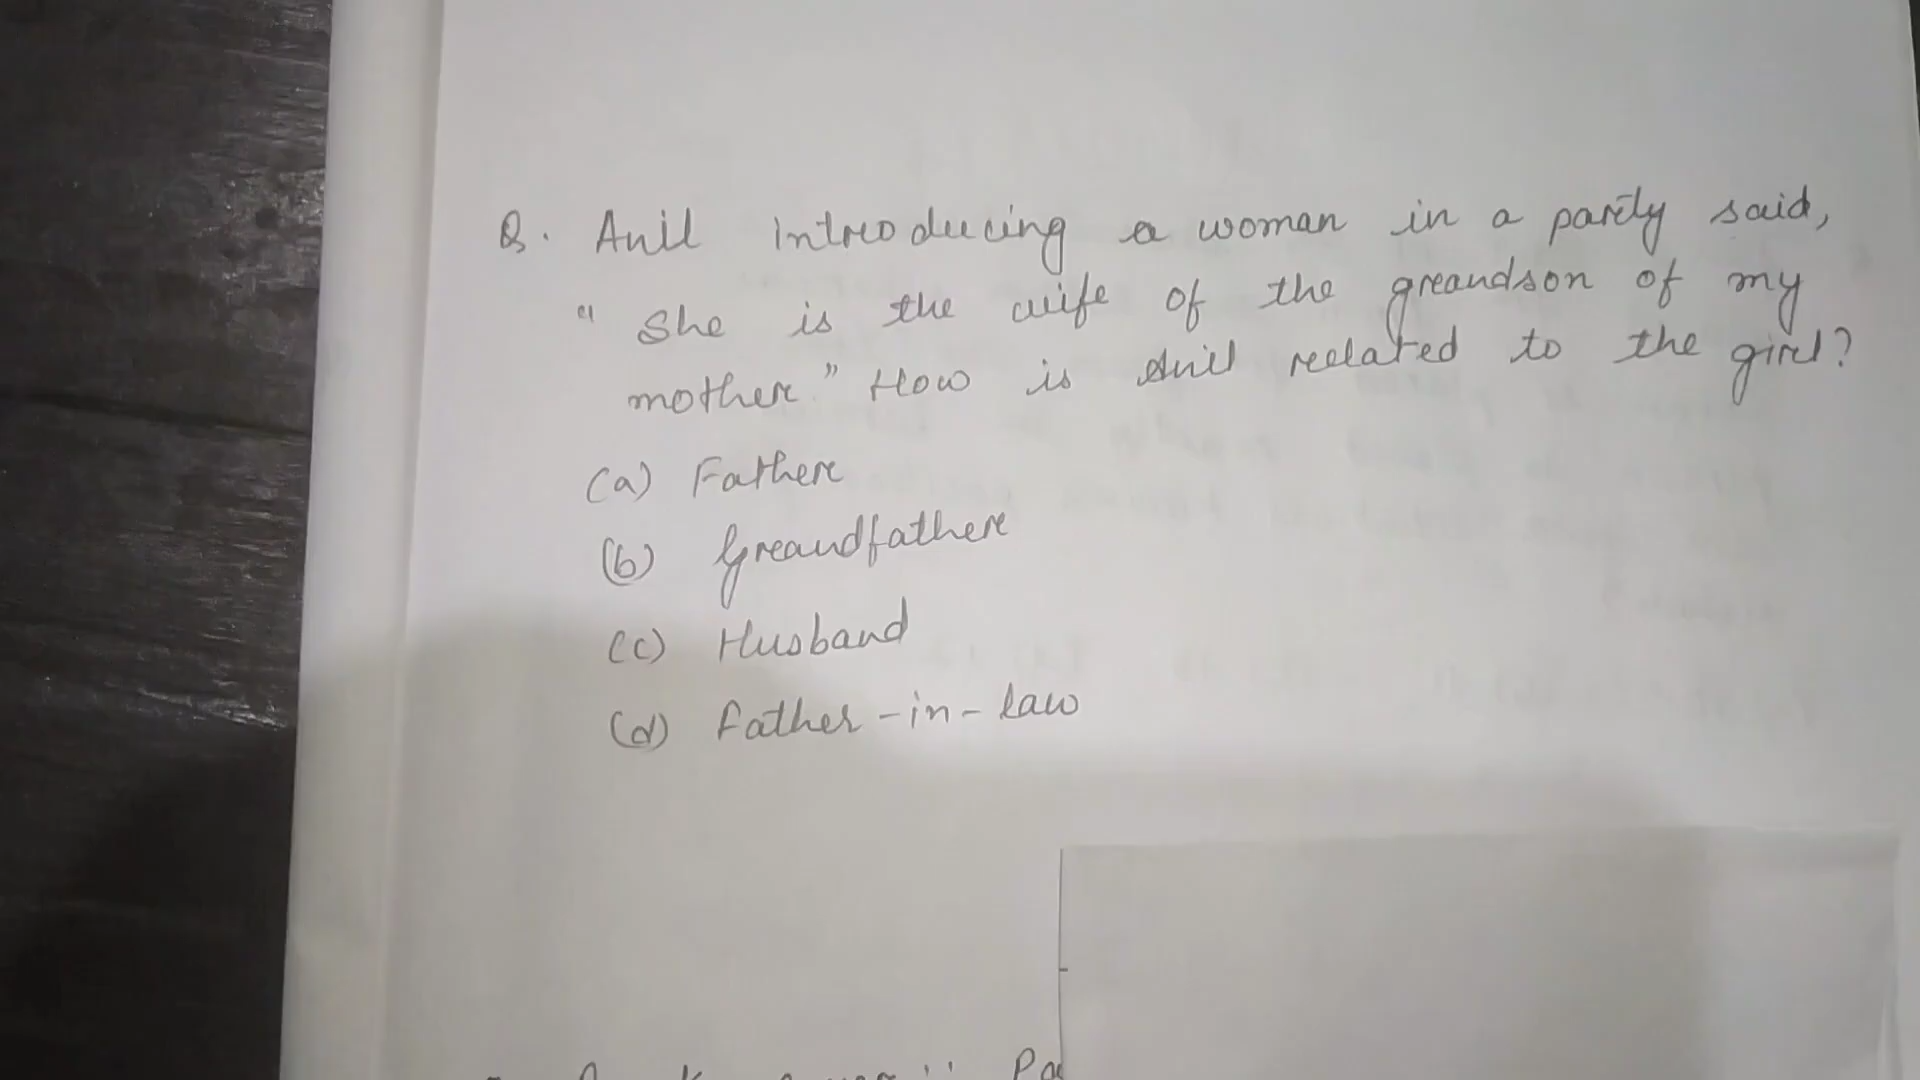 Q. Anil introducing a woman in a party said,
" She is the wife of the grandson of my
mother." How is Anil related to the girl?
(a) Father
(b) Grandfather
(c) Husband
(d) Father-in-law